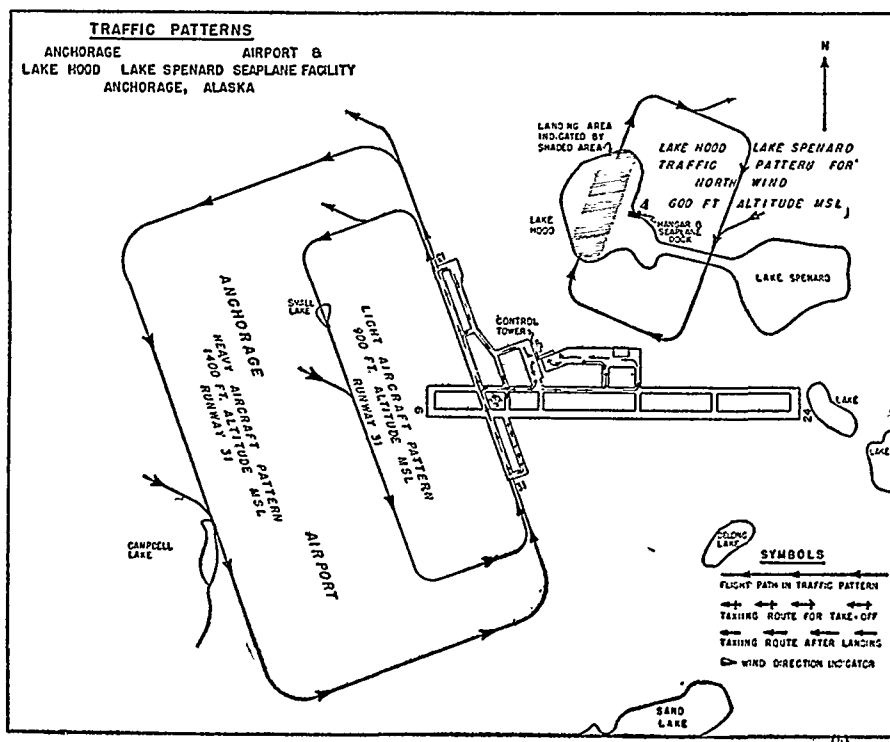 TRAFFIC PATTERNS
ANCHORAGE AIRPORT &
LAKE HOOD LAKE SPENARD SEAPLANE FACILITY
ANCHORAGE, ALASKA
N
LANDING AREA
INDICATED BY
SHADED AREA
LAKE HOOD LAKE SPENARD
TRAFFIC PATTERN FOR
NORTH WIND
600 FT ALTITUDE MSL
HANGAR &
SEAPLANE
DOCK
LAKE
HOOD
LAKE SPENARD
SMALL
LAKE
CONTROL
TOWER
ANCHORAGE
HEAVY AIRCRAFT PATTERN
1400 FT. ALTITUDE MSL
RUNWAY 31
AIRPORT
LIGHT AIRCRAFT PATTERN
900 FT. ALTITUDE MSL
RUNWAY 31
6
24
LAKE
LAKE
CAMPBELL
LAKE
DELONG
LAKE
SYMBOLS
FLIGHT PATH IN TRAFFIC PATTERN
TAXIING ROUTE FOR TAKE-OFF
TAXIING ROUTE AFTER LANDING
WIND DIRECTION INDICATOR
SAND
LAKE